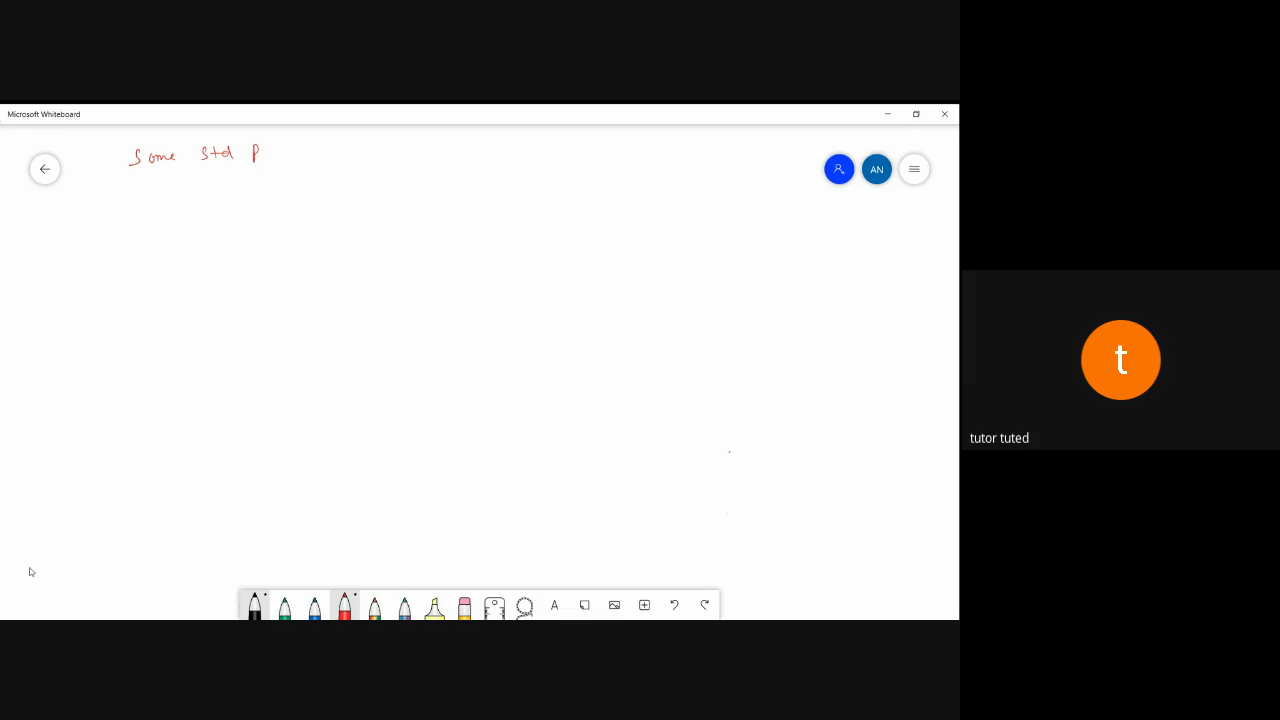 Microsoft Whiteboard
Some std p
AN
t
tutor tuted
A